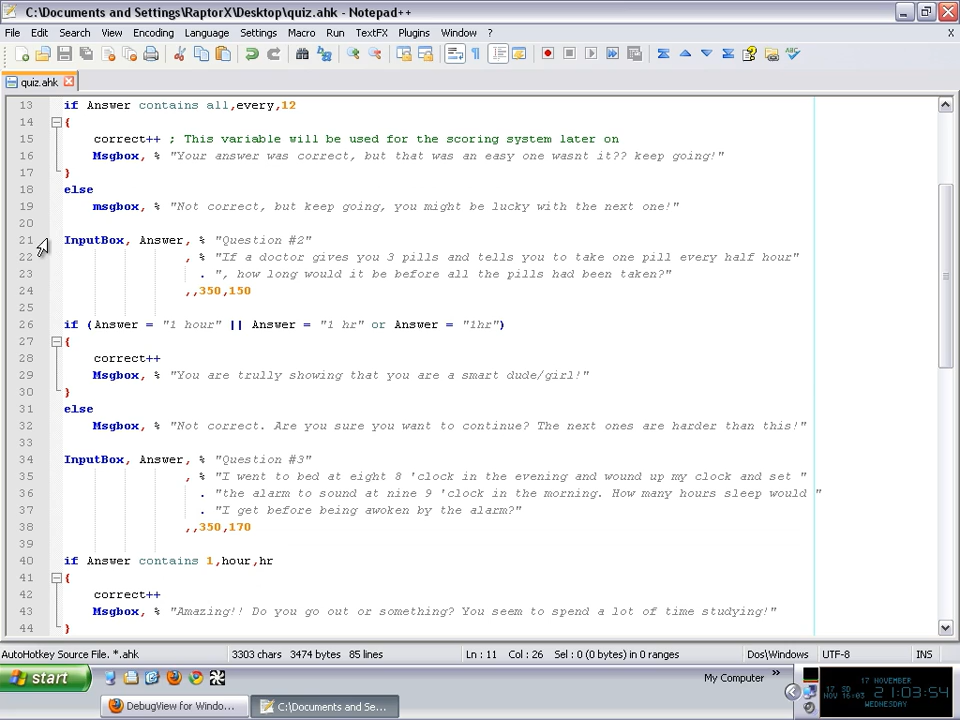 C:\Documents and Settings\RaptorX\Desktop\quiz.ahk - Notepad++
File Edit Search View Encoding Language Settings Macro Run TextFX Plugins Window ? X
quiz.ahk
13 if Answer contains all,every,12
14 {
15 correct++ ; This variable will be used for the scoring system later on
16 Msgbox, % "Your answer was correct, but that was an easy one wasnt it?? keep going!"
17 }
18 else
19 msgbox, % "Not correct, but keep going, you might be lucky with the next one!"
20
21 InputBox, Answer, % "Question #2"
22 , % "If a doctor gives you 3 pills and tells you to take one pill every half hour"
23 . ", how long would it be before all the pills had been taken?"
24 ,,350,150
25
26 if (Answer = "1 hour" || Answer = "1 hr" or Answer = "1hr")
27 {
28 correct++
29 Msgbox, % "You are trully showing that you are a smart dude/girl!"
30 }
31 else
32 Msgbox, % "Not correct. Are you sure you want to continue? The next ones are harder than this!"
33
34 InputBox, Answer, % "Question #3"
35 , % "I went to bed at eight 8 'clock in the evening and wound up my clock and set "
36 . "the alarm to sound at nine 9 'clock in the morning. How many hours sleep would "
37 . "I get before being awoken by the alarm?"
38 ,,350,170
39
40 if Answer contains 1,hour,hr
41 {
42 correct++
43 Msgbox, % "Amazing!! Do you go out or something? You seem to spend a lot of time studying!"
44 }
AutoHotkey Source File. *.ahk 3303 chars 3474 bytes 85 lines Ln : 11 Col : 26 Sel : 0 (0 bytes) in 0 ranges Dos\Windows UTF-8 INS
start My Computer »
DebugView for Windo... C:\Documents and Se...
17 NOVEMBER
17 SD
NOV 16:03 21:03:54
WEDNESDAY